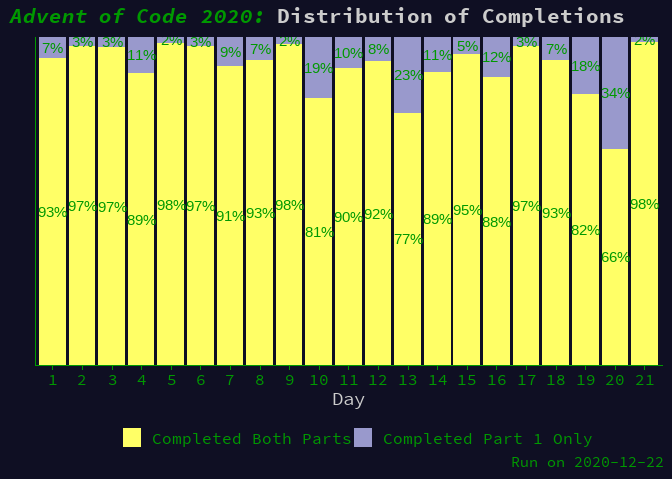 Advent of Code 2020: Distribution of Completions
7% 3% 3% 11% 2% 3% 9% 7% 2% 19% 10% 8% 23% 11% 5% 12% 3% 7% 18% 34% 2%
93% 97% 97% 89% 98% 97% 91% 93% 98% 81% 90% 92% 77% 89% 95% 88% 97% 93% 82% 66% 98%
1 2 3 4 5 6 7 8 9 10 11 12 13 14 15 16 17 18 19 20 21
Day
Completed Both Parts Completed Part 1 Only
Run on 2020-12-22